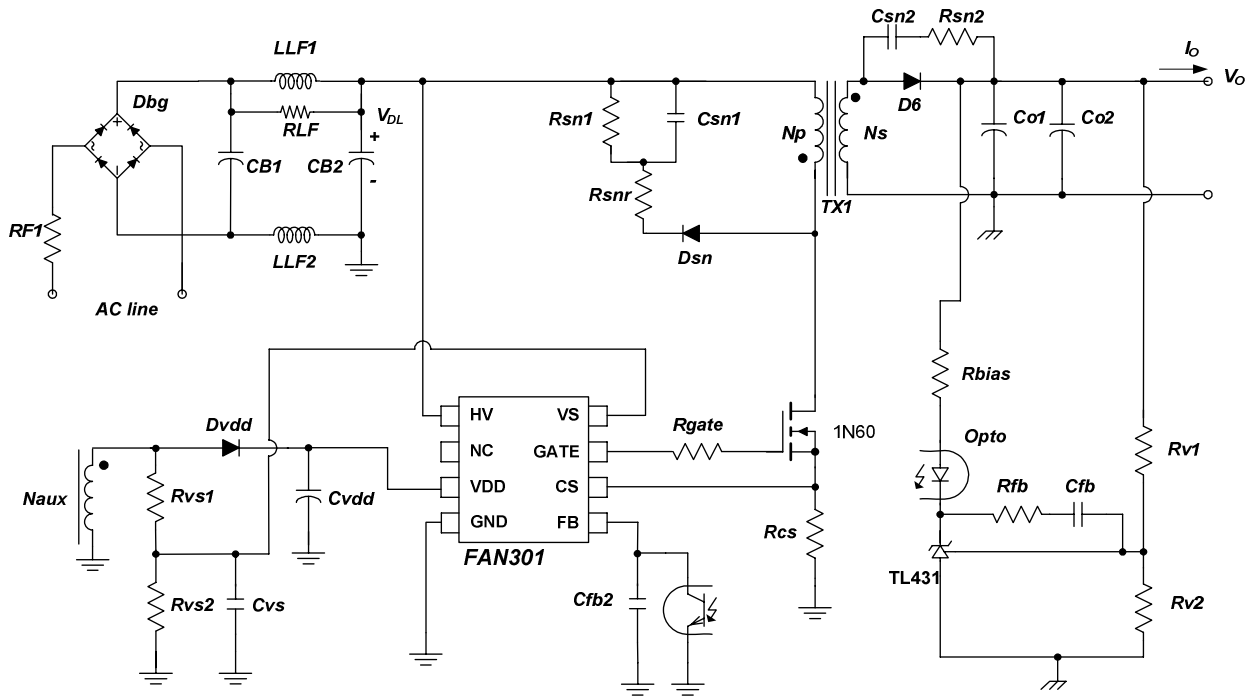 Csn2
Rsn2
LLF1
IO
VO
Dbg
D6
RLF
VDL
Rsn1
Csn1
Np
Ns
Co1
Co2
+
-
+
-
CB1
CB2
Rsnr
TX1
RF1
LLF2
Dsn
AC line
Rbias
HV
VS
Dvdd
Rgate
1N60
Opto
NC
GATE
Rv1
Naux
Rvs1
Cvdd
VDD
CS
Rfb
Cfb
GND
FB
Rcs
FAN301
TL431
Rvs2
Cvs
Cfb2
Rv2